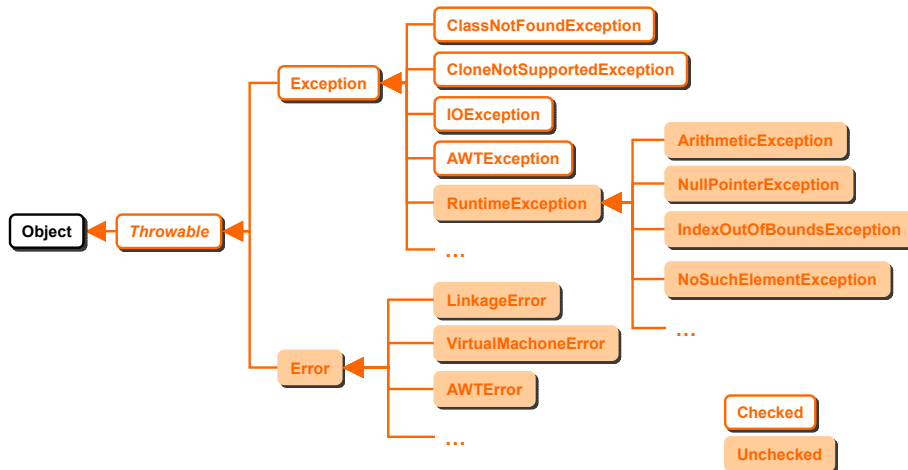 ClassNotFoundException
CloneNotSupportedException
Exception
IOException
AWTException
ArithmeticException
NullPointerException
RuntimeException
Object
Throwable
IndexOutOfBoundsException
...
NoSuchElementException
LinkageError
...
VirtualMachoneError
Error
AWTError
Checked
...
Unchecked